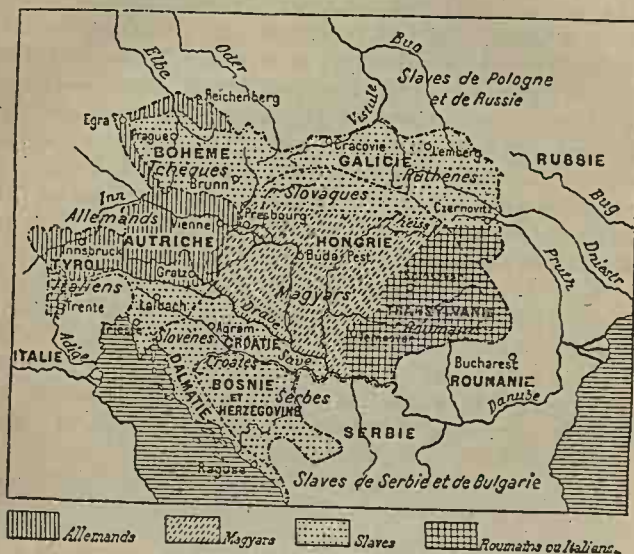 Elbe
Oder
Bug
Slaves de Pologne
et de Russie
Reichenberg
Vistule
Egra
Prague
BOHÊME
Tchèques
Brunn
Cracovie
GALICIE
Lemberg
Ruthènes
RUSSIE
Bug
Slovaques
Inn
Allemands
Vienne
Presbourg
Theiss
Czernovitz
Dniestr
Pruth
AUTRICHE
HONGRIE
Innsbruck
TYROL
Gratz
Buda-Pest
Magyars
Italiens
Trente
TRANSYLVANIE
Roumains
Laibach
Drave
Adige
Trieste
Agram
CROATIE
Temesvar
ITALIE
Slovènes
Croates
Save
Bucharest
ROUMANIE
DALMATIE
BOSNIE
ET
HERZÉGOVINE
Serbes
Danube
SERBIE
Raguse
Slaves de Serbie et de Bulgarie
Allemands
Magyars
Slaves
Roumains ou Italiens.